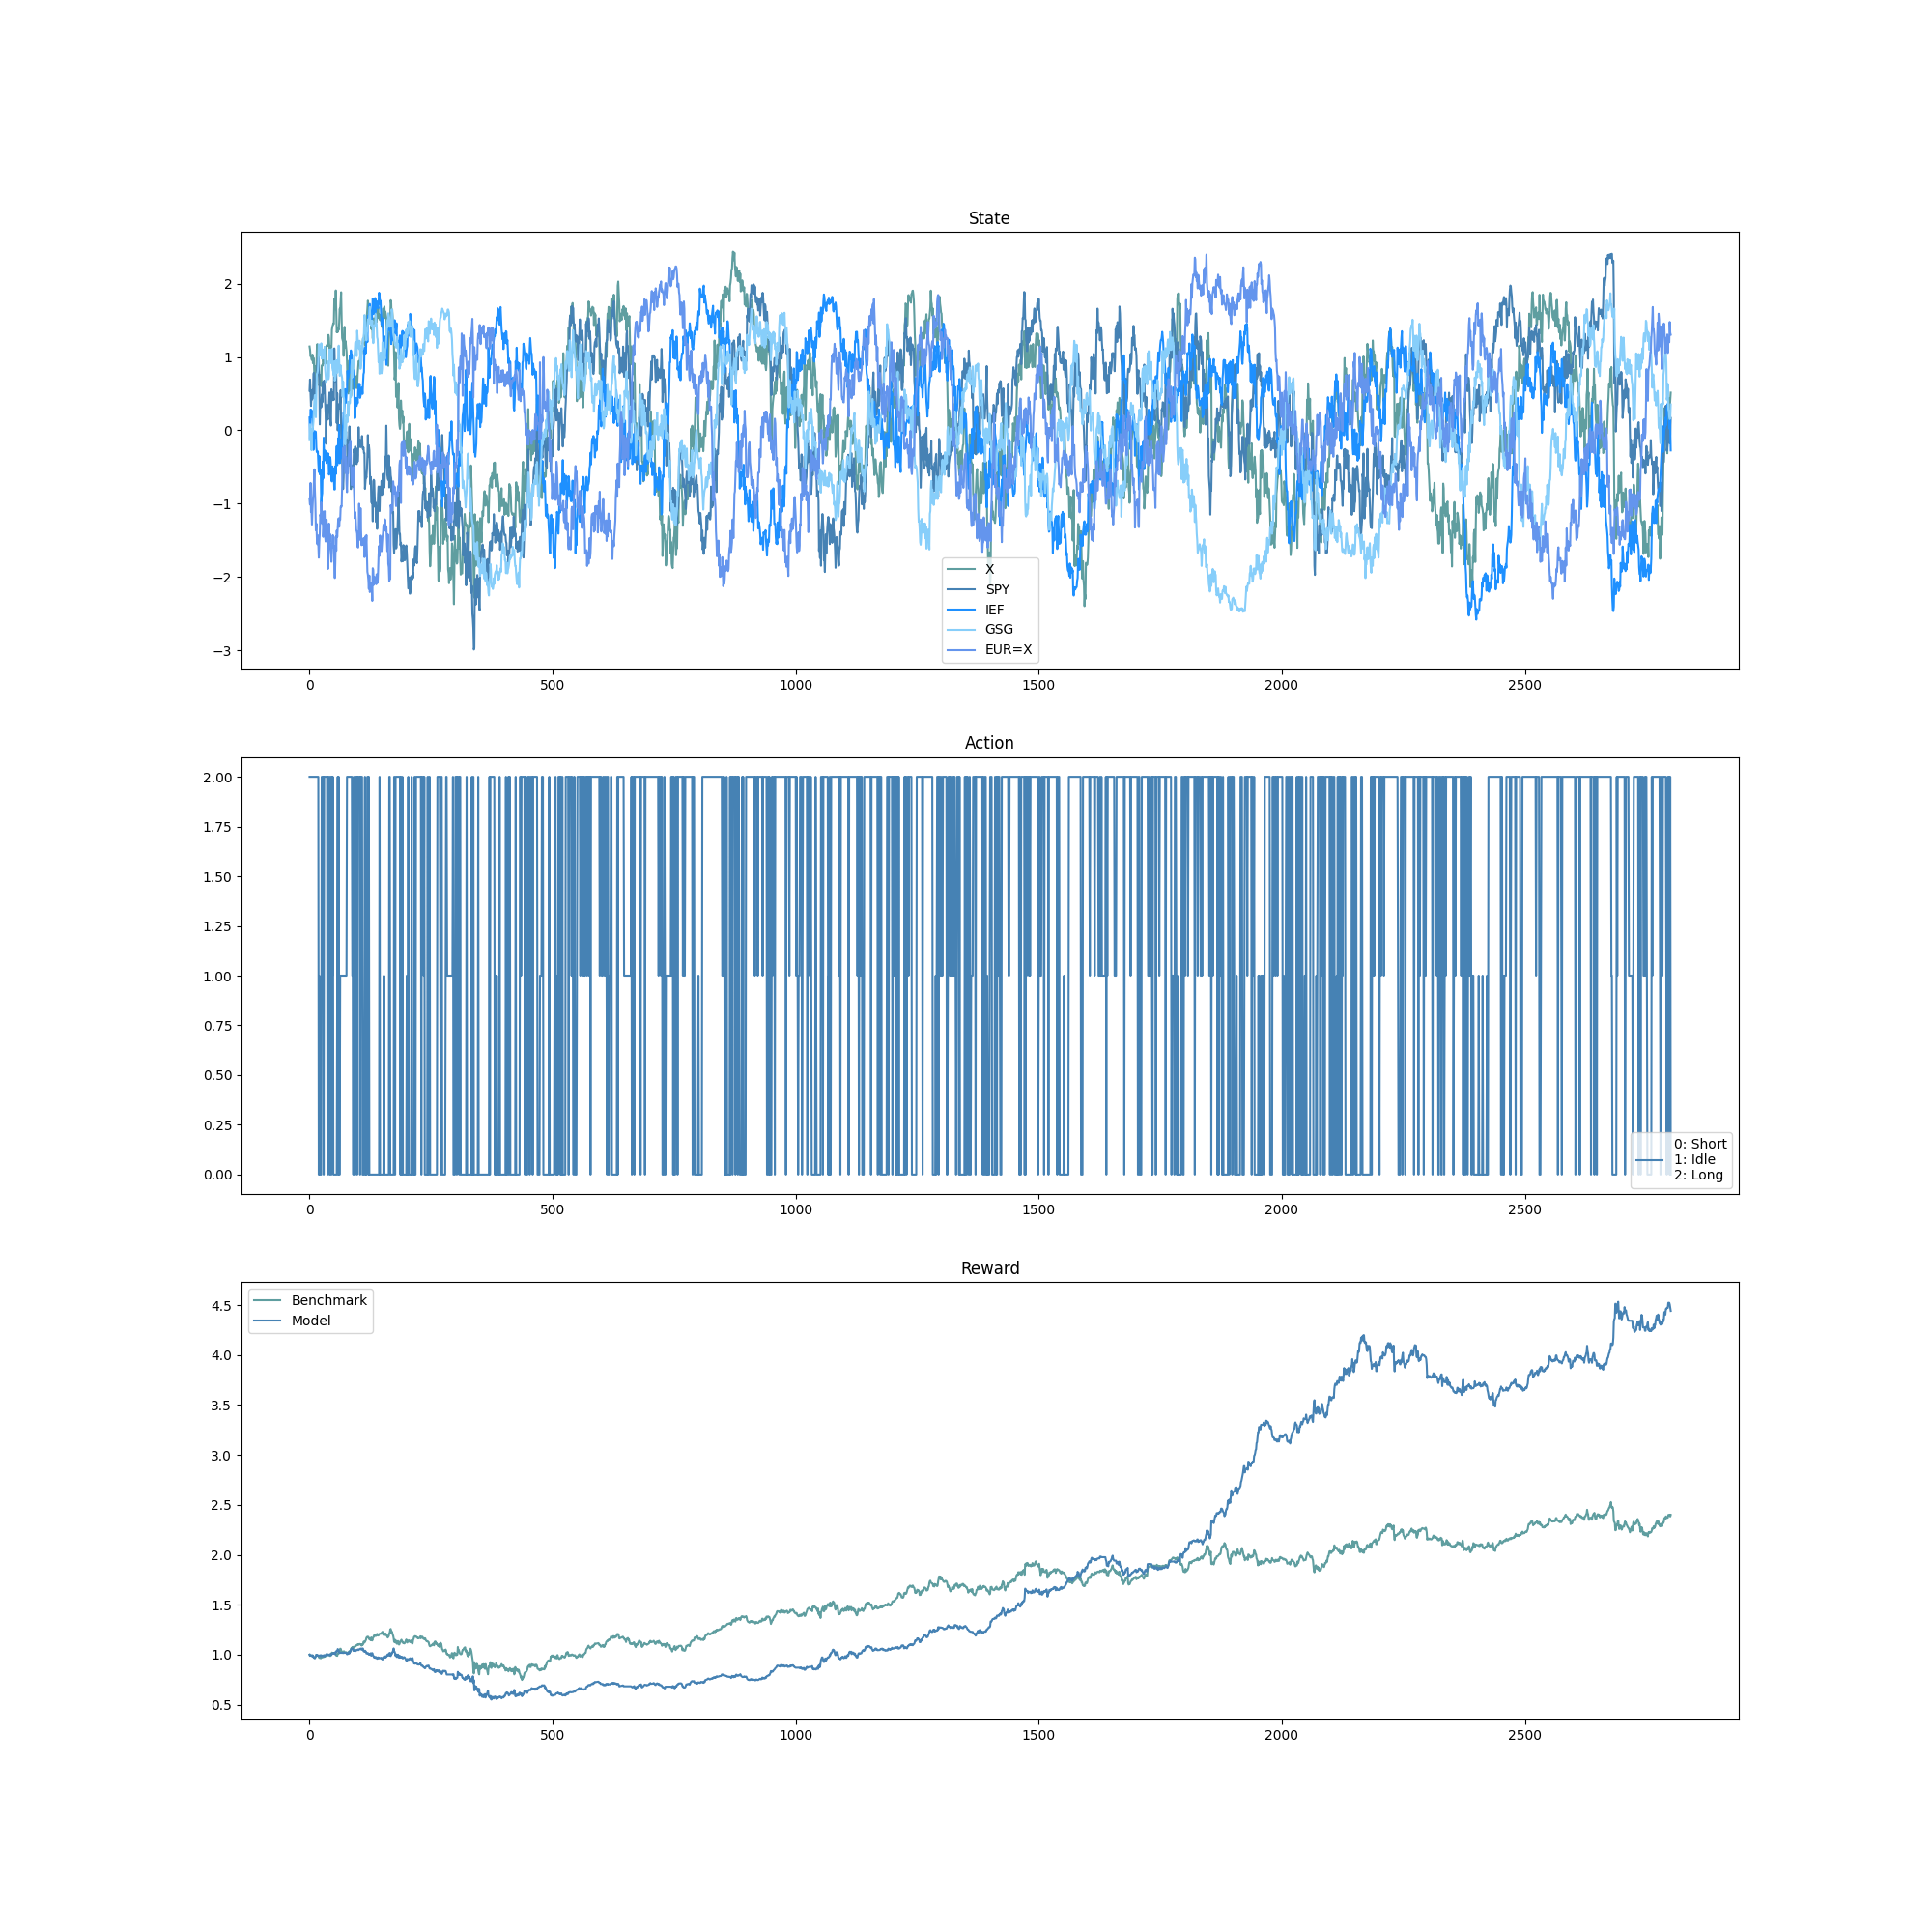 State
2
1
0
−1
−2
−3
X
SPY
IEF
GSG
EUR=X
0 500 1000 1500 2000 2500
Action
2.00
1.75
1.50
1.25
1.00
0.75
0.50
0.25
0.00
0: Short
1: Idle
2: Long
0 500 1000 1500 2000 2500
Reward
Benchmark
Model
4.5
4.0
3.5
3.0
2.5
2.0
1.5
1.0
0.5
0 500 1000 1500 2000 2500